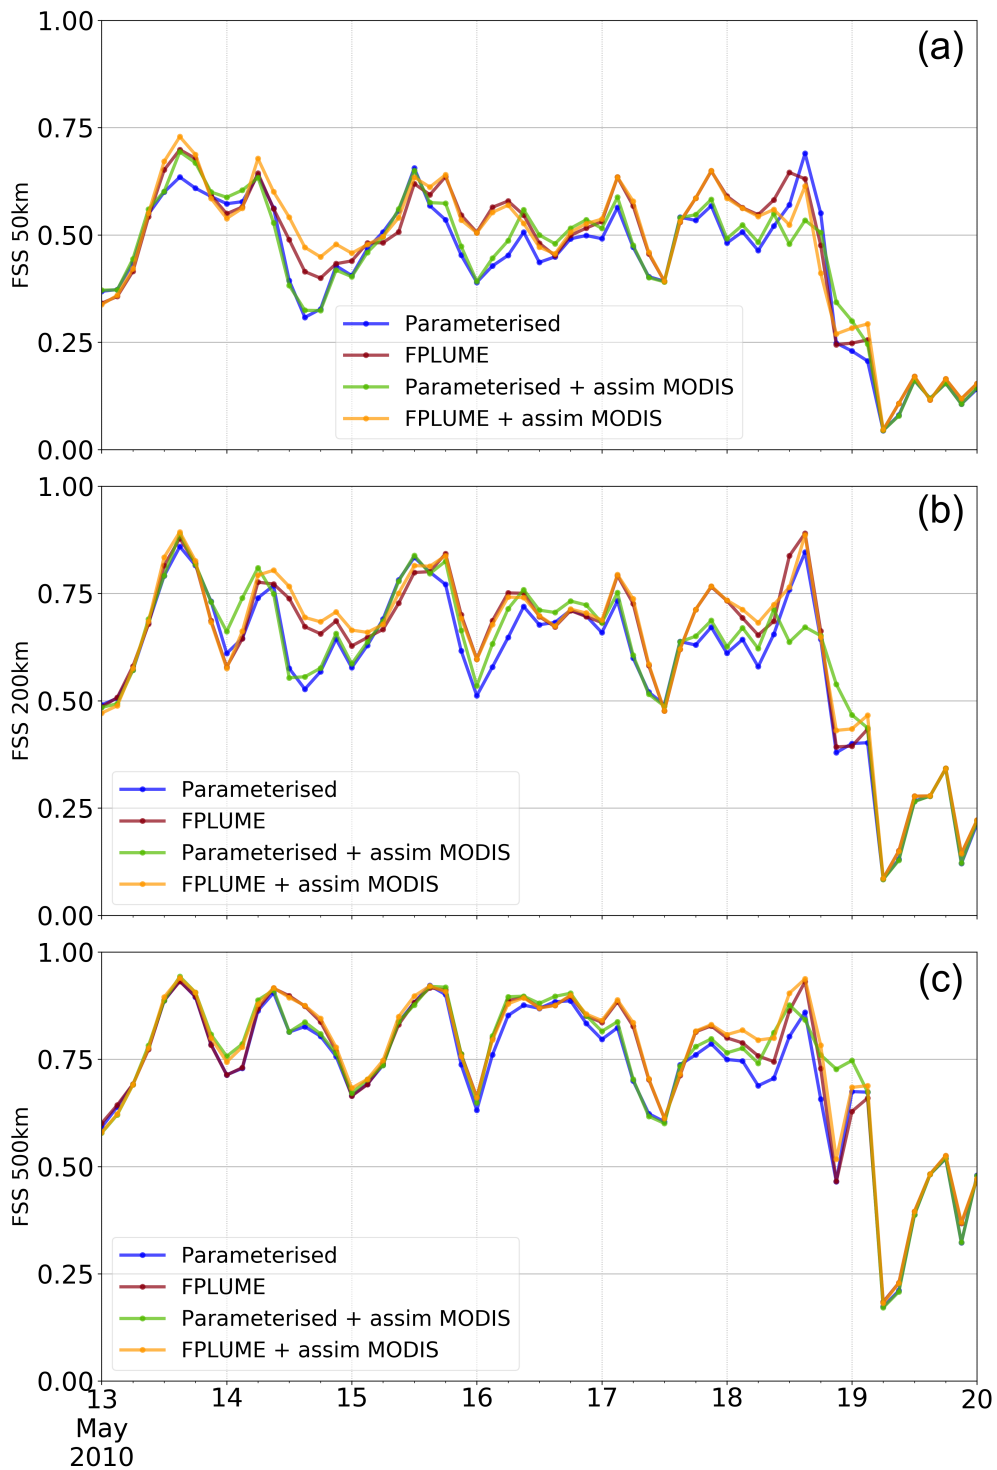 (a)
1.00
0.75
0.50
0.25
0.00
FSS 50km
Parameterised
FPLUME
Parameterised + assim MODIS
FPLUME + assim MODIS
(b)
1.00
0.75
0.50
0.25
0.00
FSS 200km
Parameterised
FPLUME
Parameterised + assim MODIS
FPLUME + assim MODIS
(c)
1.00
0.75
0.50
0.25
0.00
FSS 500km
Parameterised
FPLUME
Parameterised + assim MODIS
FPLUME + assim MODIS
13 14 15 16 17 18 19 20
May
2010